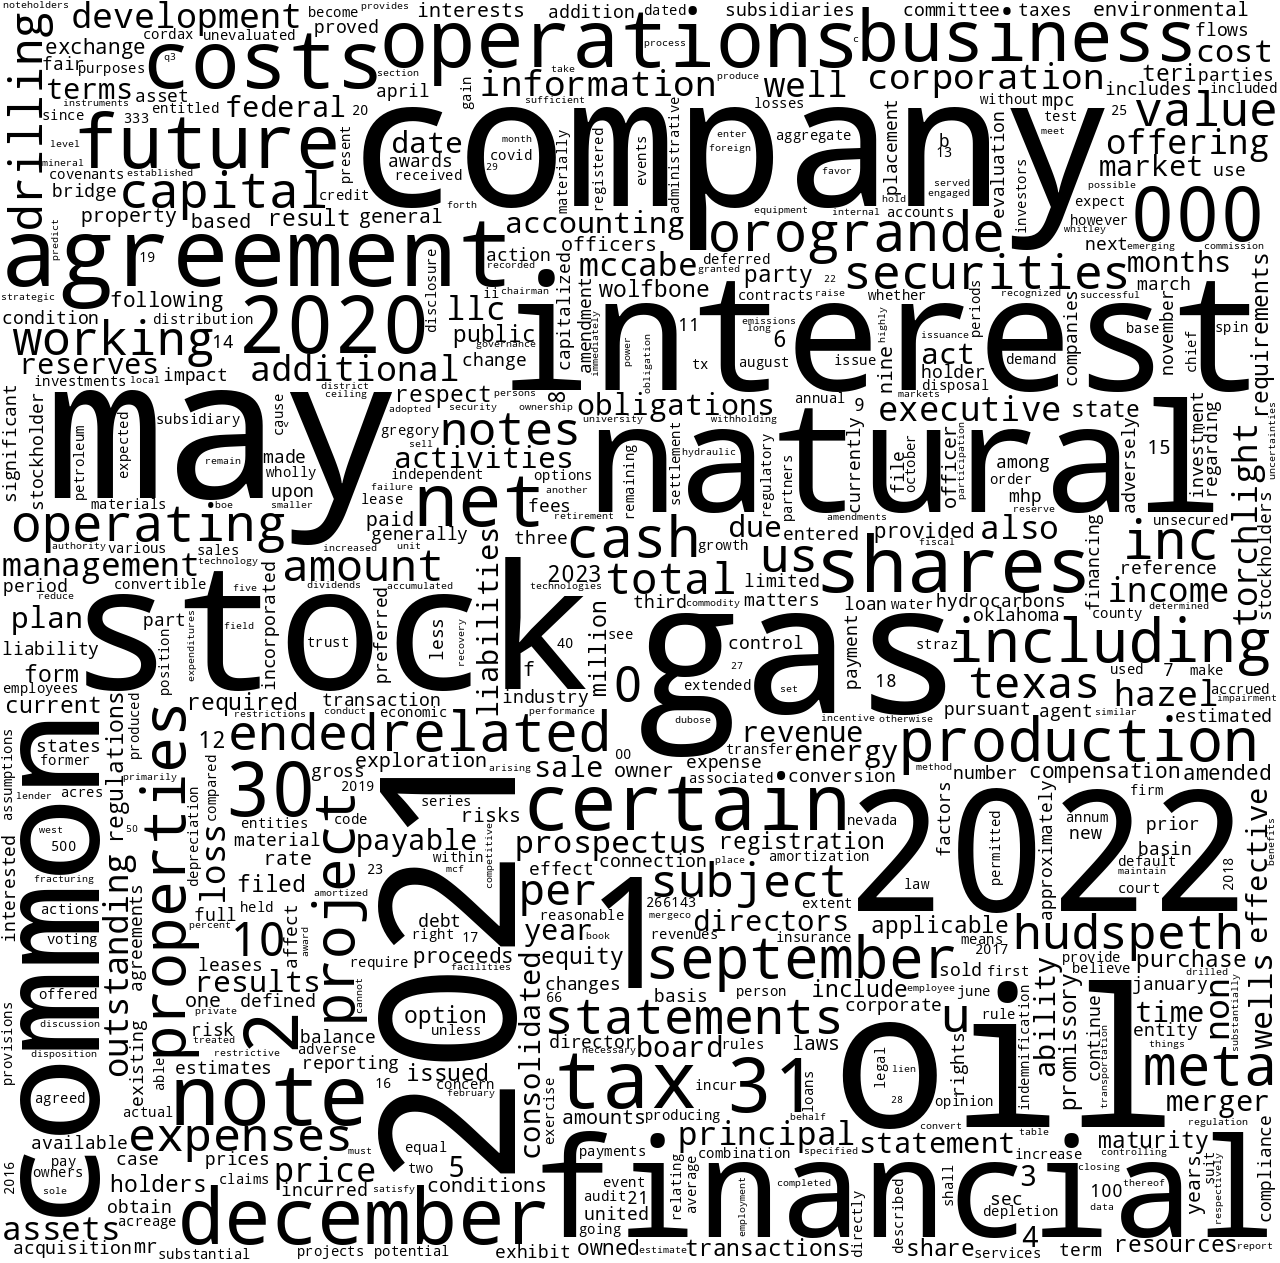 noteholders development become provides interests addition dated subsidiaries committee taxes environmental
drilling exchange cordax unevaluated proved costs q3 operations process c business flows cost
fair purposes section take information produce well corporation teri parties
terms asset april gain includes included
since instruments entitled federal 20 sufficient losses without mpc 25 value
333 future present date month company enter aggregate test
level awards covid 29 foreign b 13 meet offering
mineral covenants established received materially registered events administrative favor placement served engaged evaluation market use
bridge capital credit hold possible
property based result general forth accounting equipment internal accounts investors expect 000
predict agreement 19 action officers orogrande however whitley
recorded deferred next emerging commission
strategic following disclosure ii chairman capitalized mccabe granted party 22 securities months
condition distribution 2020 llc wolfbone contracts raise whether periods recognized successful march
working 14 public governance amendment immediately 11 emissions long 6 highly issuance companies base november chief spin requirements
reserves impact additional change interest power obligation tx august issue act holder demand
investments local district ceiling respect persons 8 nine disposal
significant stockholder may cause adopted security ownership obligations annual 9 markets executive state
subsidiary v gregory notes university withholding
petroleum expected remain made sell activities settlement hydraulic natural regulatory partners currently file october officer participation among adversely 15 investment regarding torchlight uncertainties
wholly independent options remaining order
upon failure lease net another mhp
materials boe smaller paid fees retirement amendments reserve
operating generally three cash due entered provided also inc unsecured stockholders
authority various sales increased unit growth fiscal
management technology amount liabilities technologies us shares financing reference
period convertible five dividends accumulated 2023 total limited income
reduce stock third commodity matters loan water hydrocarbons county determined
plan part incorporated field trust preferred less recovery 40 million see control straz oklahoma
liability position expenditures f 0 gas 27 payment including
form extended set 18 texas used 7 make
employees required transaction industry hazel accrued impairment
current restrictions conduct economic performance dubose incentive otherwise pursuant agent similar estimated
states produced properties 12 ended related 00 revenue energy production
former regulations exploration arising sale owner transfer
assumptions primarily 30 gross 2019 expense method number compensation amended
lender acres compared project series certain associated conversion
common entities code risks nevada factors annum firm
west 500 50 depreciation loss material payable prospectus registration approximately new prior effective benefits
rate within competitive connection place amortization basin
fracturing 23 mcf effect law permitted default maintain 2018
interested actions outstanding filed amortized 2021 per 1 subject 2022 court
full held reasonable 266143 extent
voting agreements percent 10 affect award debt mergeco directors applicable hudspeth
right 17 year book revenues insurance means
leases require proceeds equity september 2017 purchase
offered results cannot facilities consolidated changes sold first provide believe drilled
one defined option 66 basis person include employee june ability january
provisions discussion private 2 unless statements corporate rule continue non substantially wells
risk treated balance director u time
disposition existing able estimates restrictive adverse reporting issued necessary board rules laws oil indemnification promissory transportation entity things
note concern february tax incur 31 legal lien rights meta
agreed actual 16 exercise loans 28 opinion merger
available expenses amounts producing behalf convert table regulation
must equal principal statement maturity
2016 pay case prices payments combination specified increase controlling
owners price two 5 event financial closing suit
sole holders claims incurred satisfy conditions relating average completed shall 3 100 thereof years respectively compliance
assets obtain december audit 21 employment sec data
acreage united directly described depletion
going share 4
acquisition mr substantial projects potential exhibit owned estimate transactions services term resources report